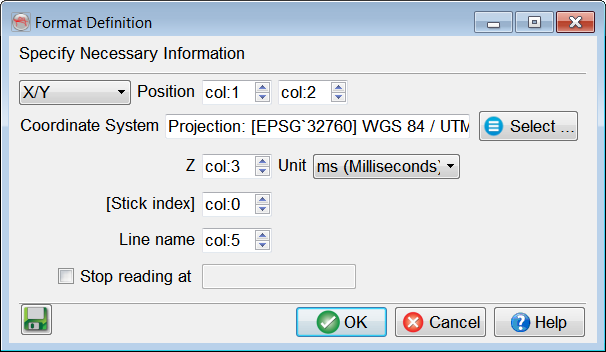 Format Definition
Specify Necessary Information
X/Y Position col:1 col:2
Coordinate System Projection: [EPSG`32760] WGS 84 / UTM Select ...
Z col:3 Unit ms (Milliseconds)
[Stick index] col:0
Line name col:5
Stop reading at
OK Cancel Help